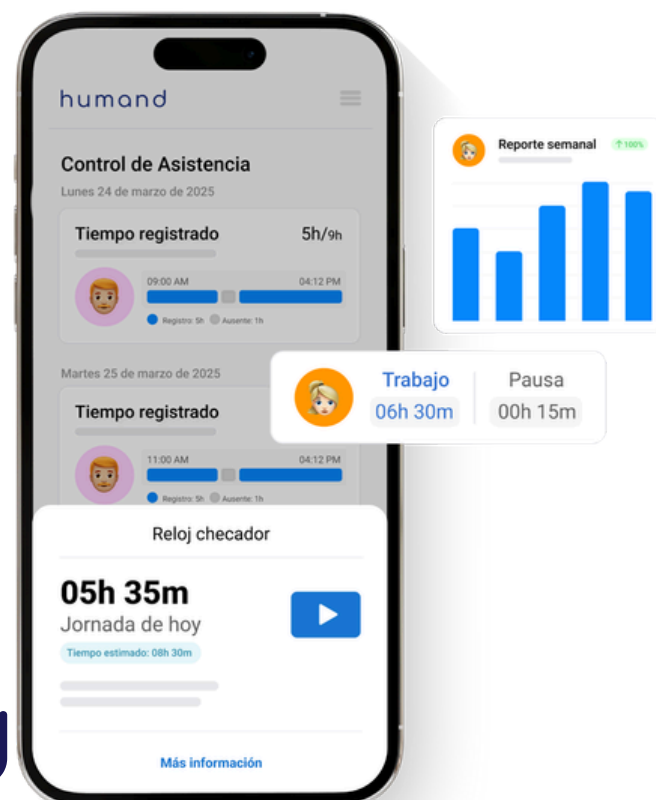 humand
Control de Asistencia
Lunes 24 de marzo de 2025
Tiempo registrado 5h/9h
09:00 AM 04:12 PM
Registro: 5h Ausente: 1h
Martes 25 de marzo de 2025
Tiempo registrado
11:00 AM 04:12 PM
Registro: 5h Ausente: 1h
Reloj checador
05h 35m
Jornada de hoy
Tiempo estimado: 08h 30m
Más información
Reporte semanal ↑ 100%
Trabajo Pausa
06h 30m 00h 15m